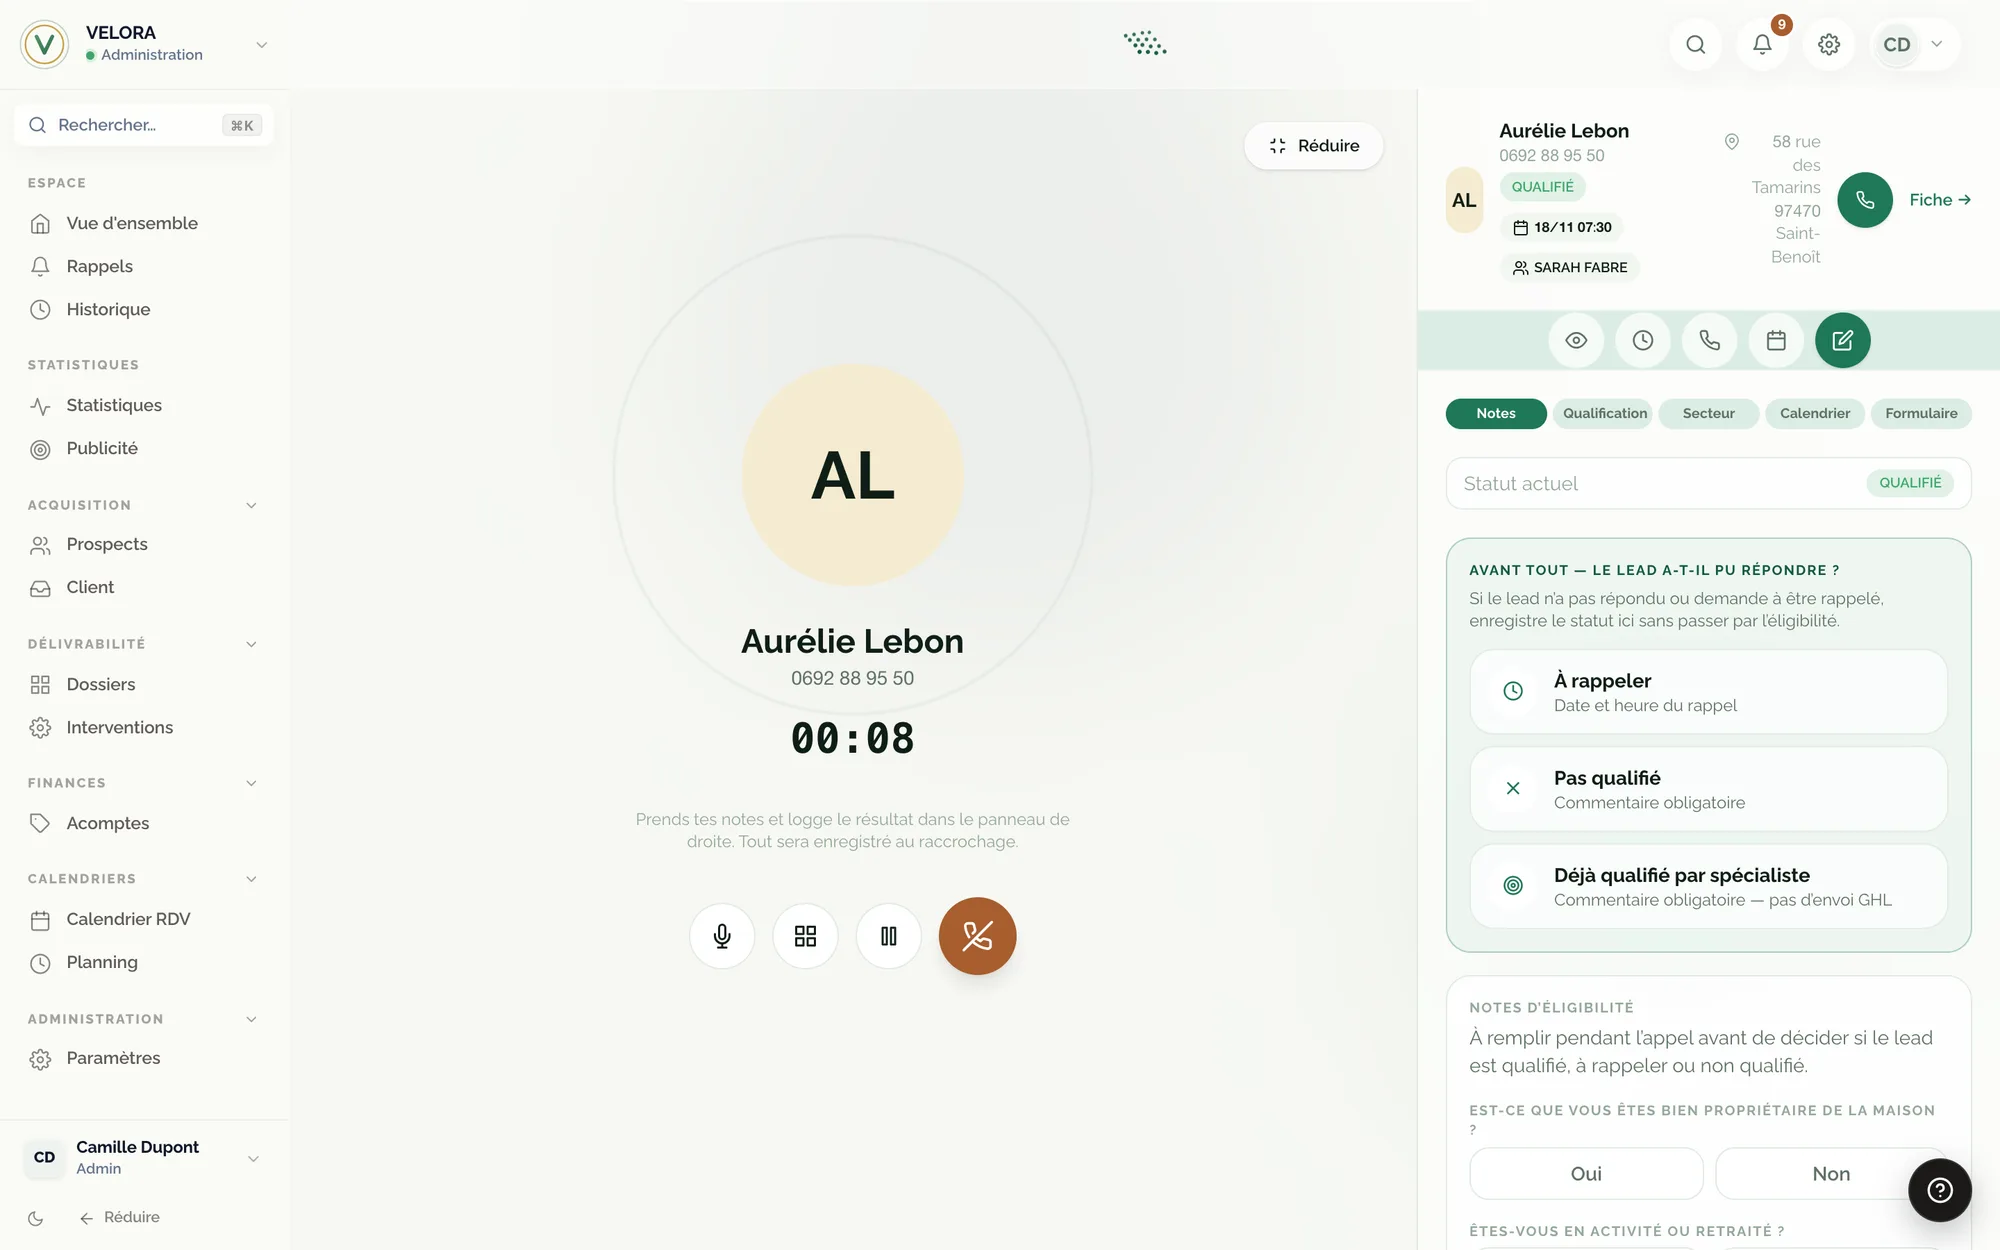 VELORA
Administration
9
CD
Rechercher...
⌘K
ESPACE
Vue d'ensemble
Rappels
Historique
STATISTIQUES
Statistiques
Publicité
ACQUISITION
Prospects
Client
DÉLIVRABILITÉ
Dossiers
Interventions
FINANCES
Acomptes
CALENDRIERS
Calendrier RDV
Planning
ADMINISTRATION
Paramètres
CD
Camille Dupont
Admin
Réduire
Réduire
AL
Aurélie Lebon
0692 88 95 50
00:08
Prends tes notes et logge le résultat dans le panneau de
droite. Tout sera enregistré au raccrochage.
AL
Aurélie Lebon
0692 88 95 50
QUALIFIÉ
18/11 07:30
SARAH FABRE
58 rue
des
Tamarins
97470
Saint-
Benoît
Fiche →
Notes
Qualification
Secteur
Calendrier
Formulaire
Statut actuel
QUALIFIÉ
AVANT TOUT — LE LEAD A-T-IL PU RÉPONDRE ?
Si le lead n'a pas répondu ou demande à être rappelé,
enregistre le statut ici sans passer par l'éligibilité.
À rappeler
Date et heure du rappel
Pas qualifié
Commentaire obligatoire
Déjà qualifié par spécialiste
Commentaire obligatoire — pas d'envoi GHL
NOTES D'ÉLIGIBILITÉ
À remplir pendant l'appel avant de décider si le lead
est qualifié, à rappeler ou non qualifié.
EST-CE QUE VOUS ÊTES BIEN PROPRIÉTAIRE DE LA MAISON
?
Oui
Non
ÊTES-VOUS EN ACTIVITÉ OU RETRAITÉ ?